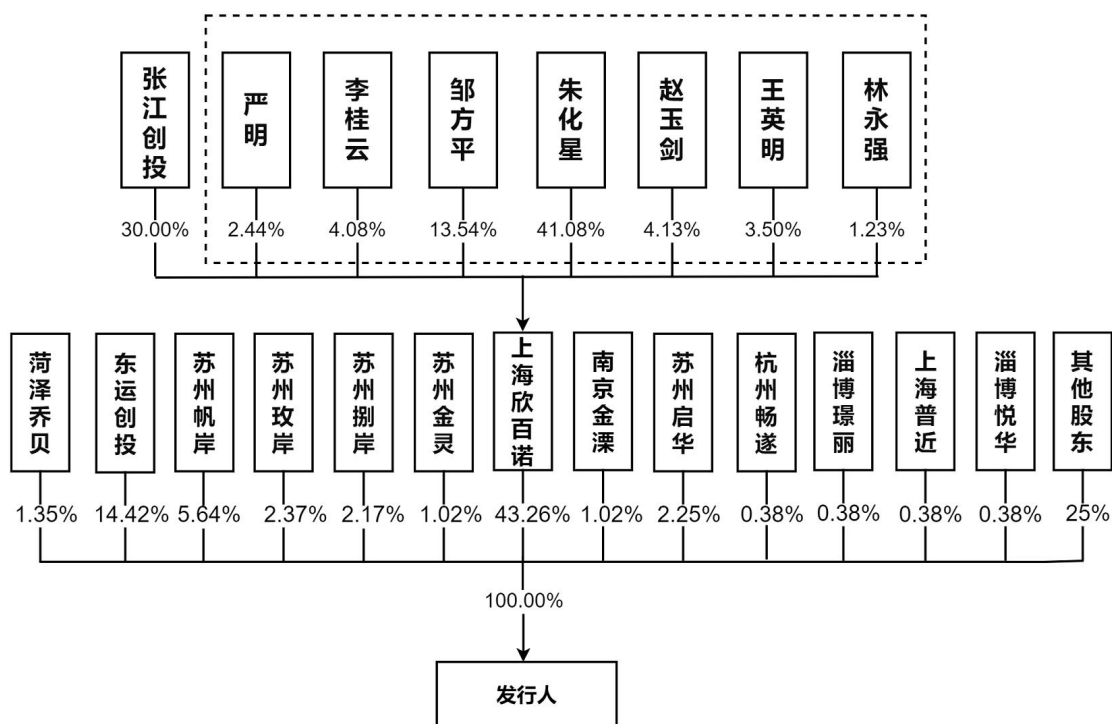 张江创投
严明
李桂云
邹方平
朱化星
赵玉剑
王英明
林永强
30.00%
2.44%
4.08%
13.54%
41.08%
4.13%
3.50%
1.23%
菏泽乔贝
东运创投
苏州帆岸
苏州玫岸
苏州捌岸
苏州金灵
上海欣百诺
南京金溧
苏州启华
杭州畅遂
淄博璟丽
上海普近
淄博悦华
其他股东
1.35%
14.42%
5.64%
2.37%
2.17%
1.02%
43.26%
1.02%
2.25%
0.38%
0.38%
0.38%
0.38%
25%
100.00%
发行人